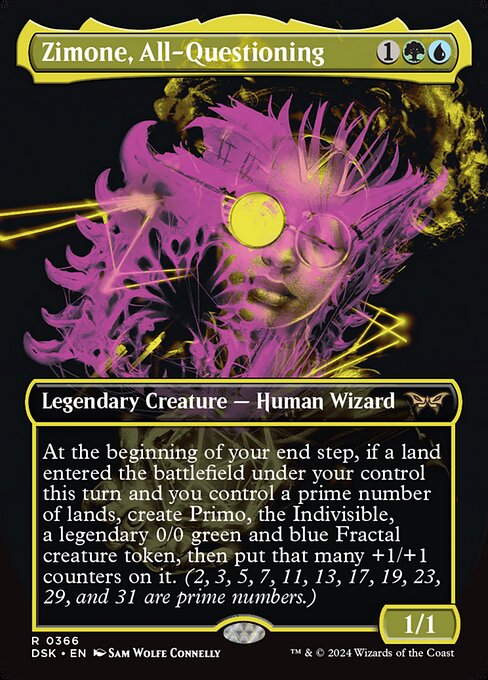 Zimone, All-Questioning 1
Legendary Creature — Human Wizard
At the beginning of your end step, if a land
entered the battlefield under your control
this turn and you control a prime number
of lands, create Primo, the Indivisible,
a legendary 0/0 green and blue Fractal
creature token, then put that many +1/+1
counters on it. (2, 3, 5, 7, 11, 13, 17, 19, 23,
29, and 31 are prime numbers.)
1/1
R 0366
DSK • EN SAM WOLFE CONNELLY ™ & © 2024 Wizards of the Coast